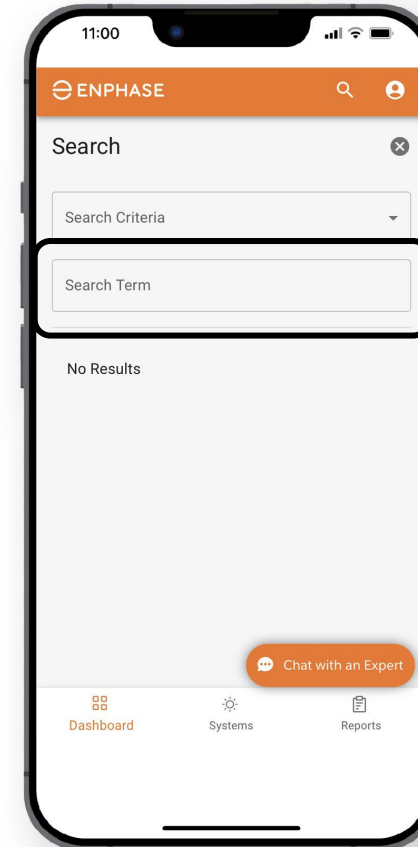 11:00
ENPHASE
Search
Search Criteria
Search Term
No Results
Chat with an Expert
Dashboard
Systems
Reports